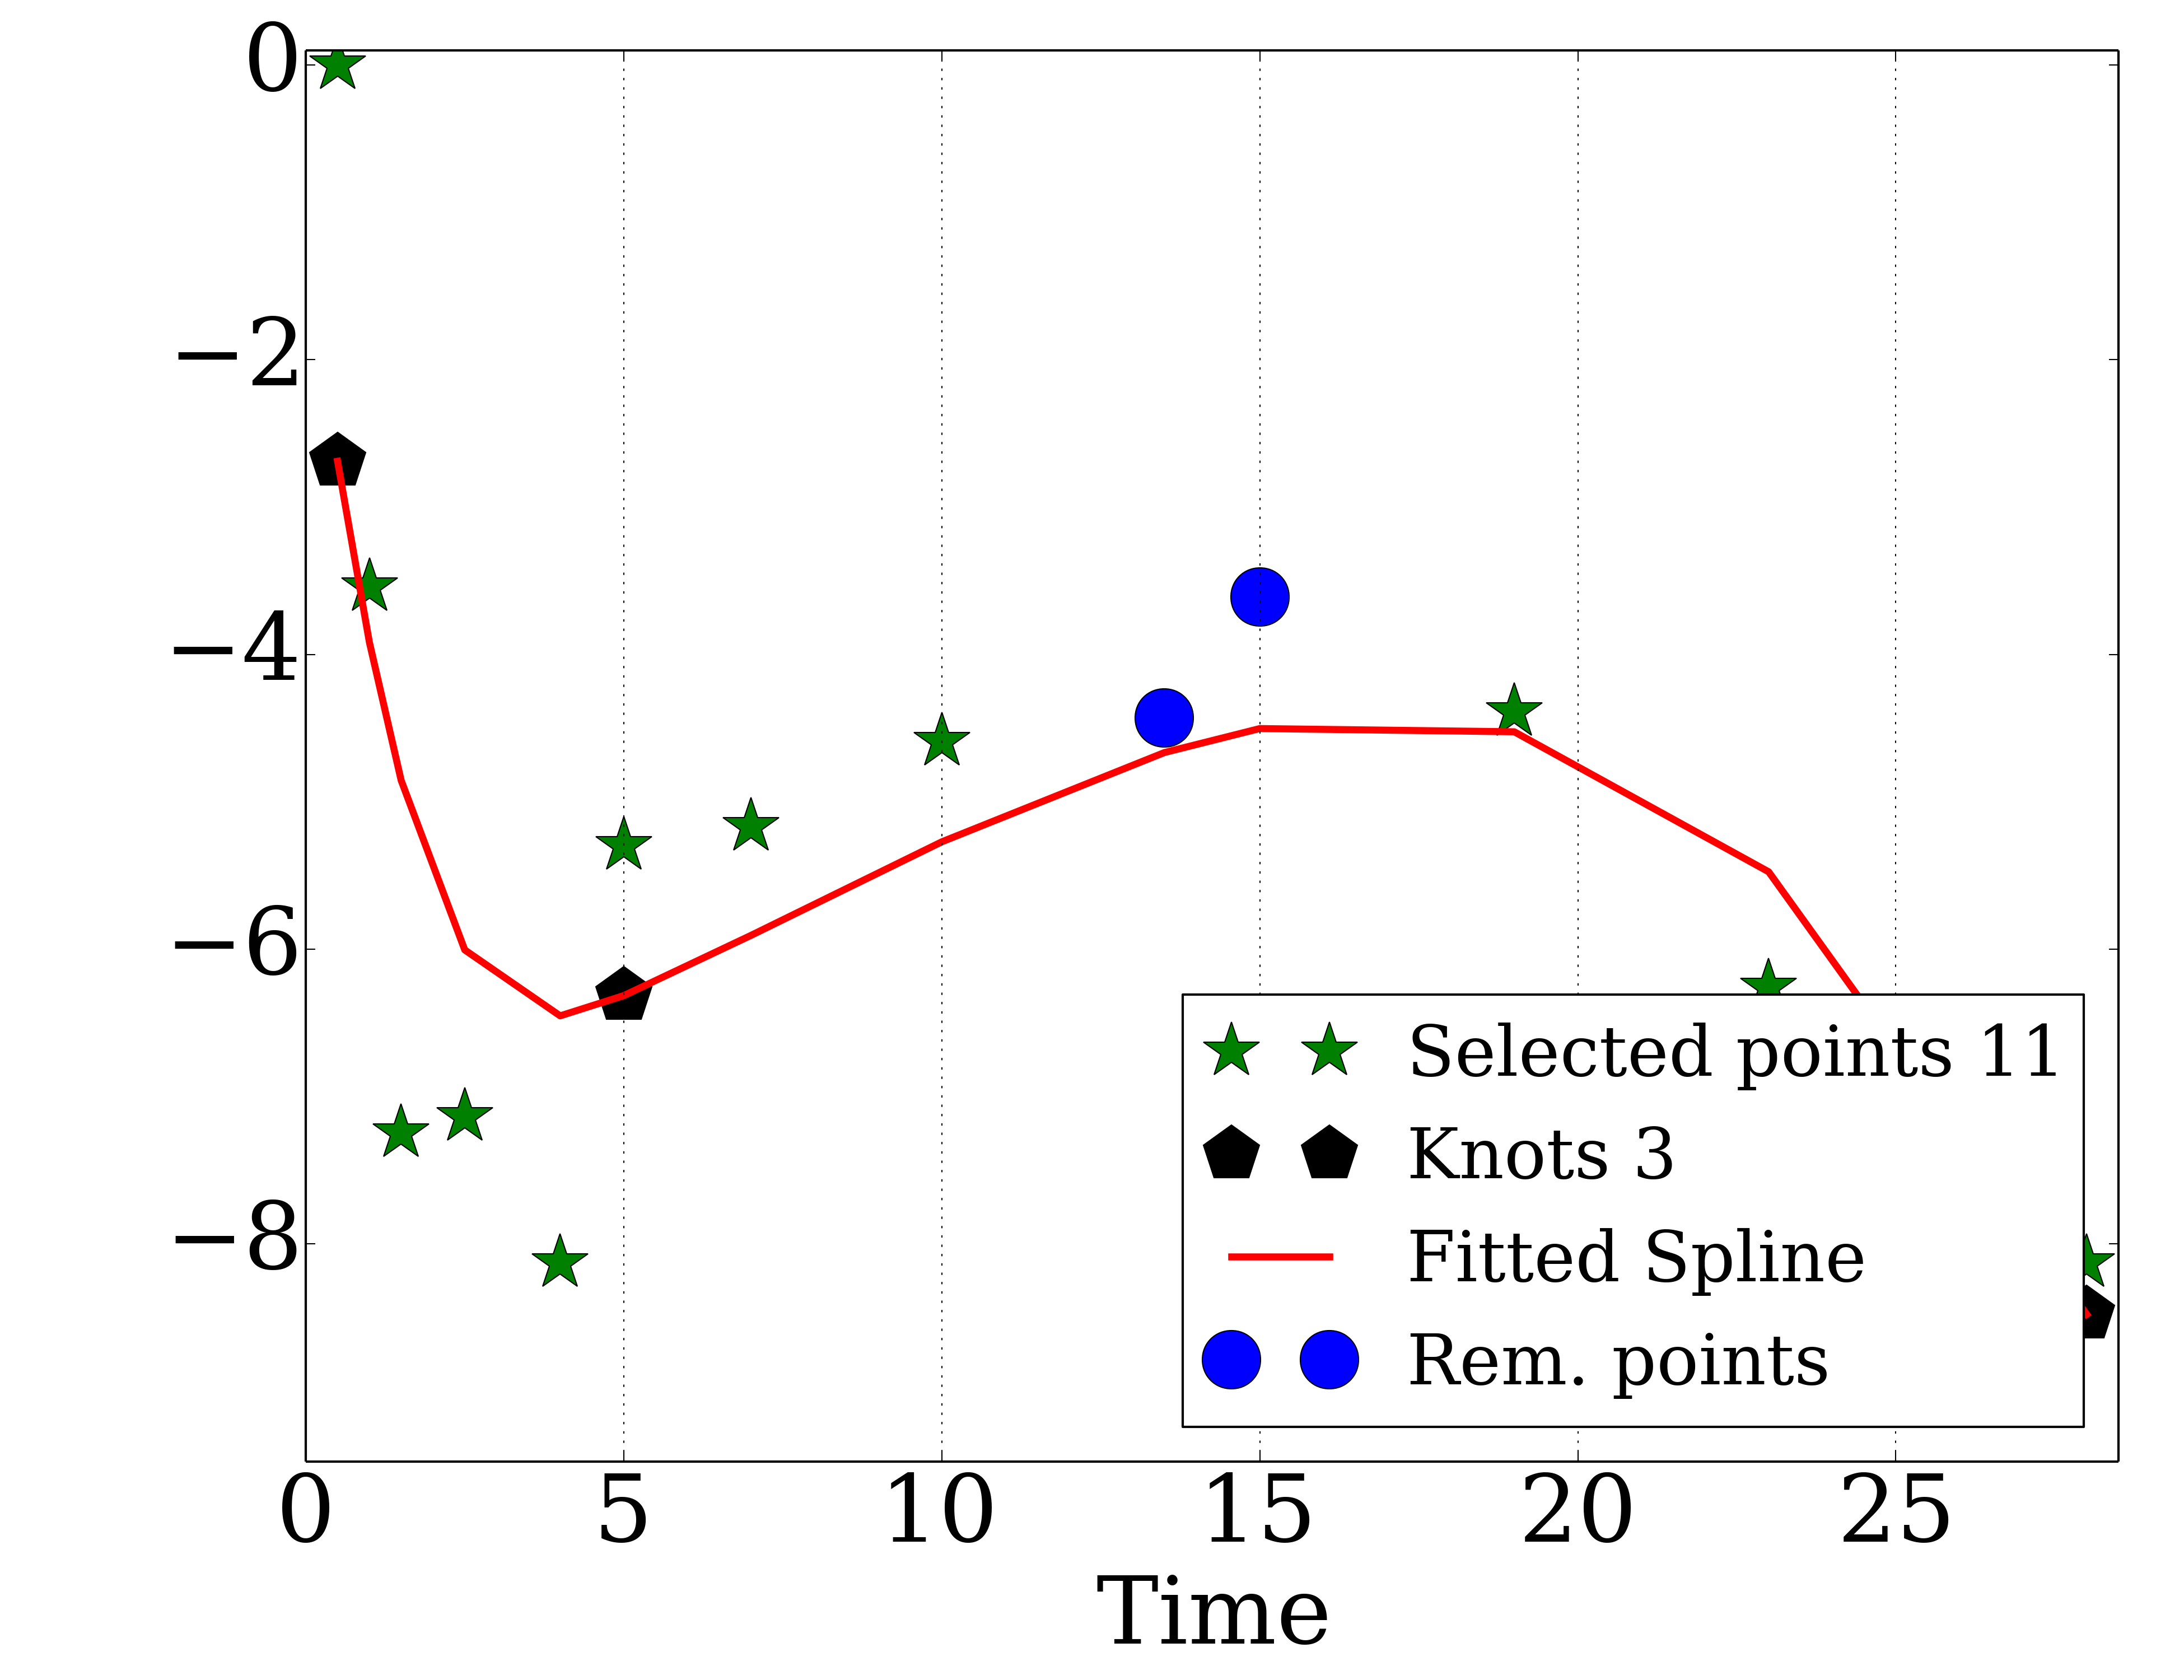 0
−2
−4
−6
−8
Selected points 11
Knots 3
Fitted Spline
Rem. points
0 5 10 15 20 25
Time